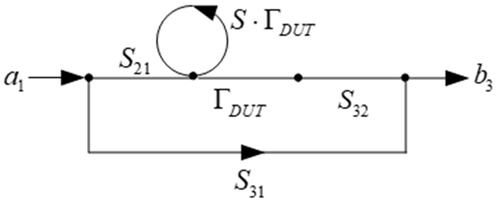 S · Γ_DUT
S_21
a_1
b_3
Γ_DUT
S_32
S_31